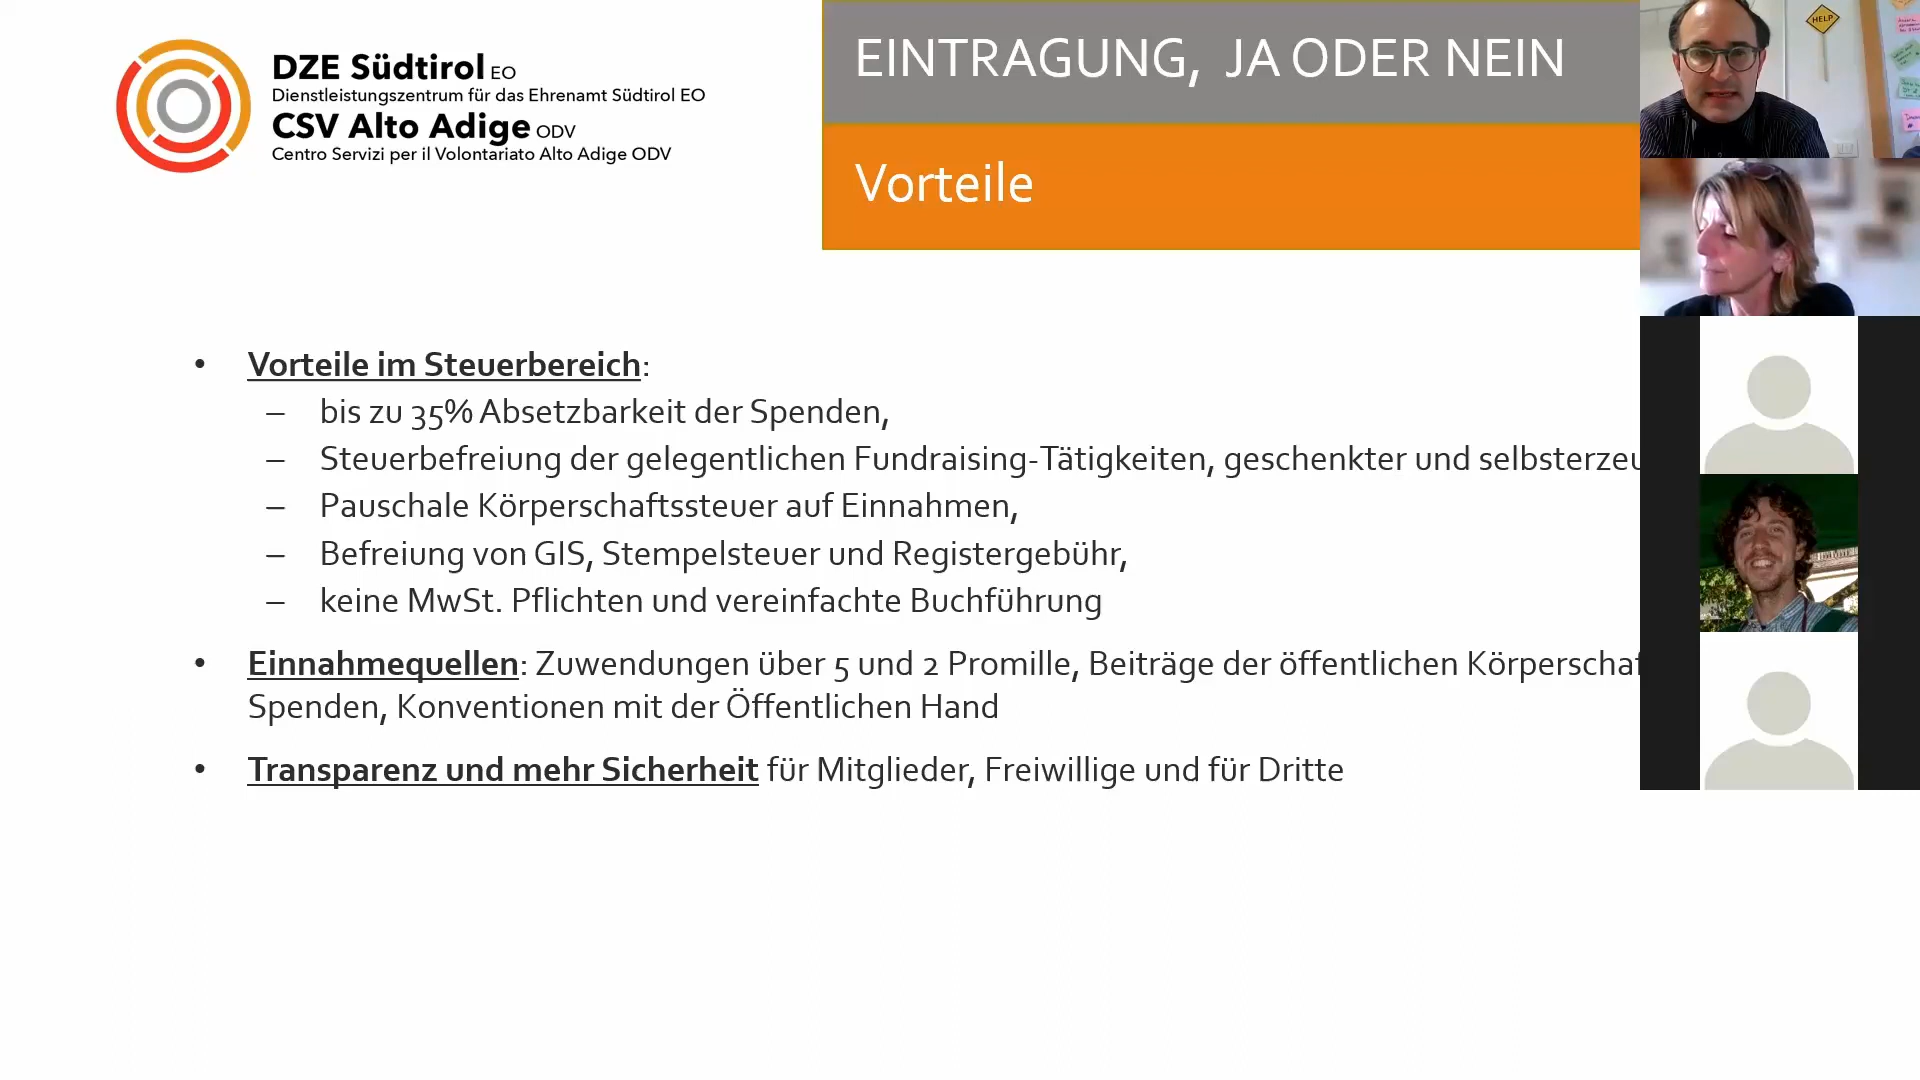 DZE Südtirol EO
Dienstleistungszentrum für das Ehrenamt Südtirol EO
CSV Alto Adige ODV
Centro Servizi per il Volontariato Alto Adige ODV
EINTRAGUNG, JA ODER NEIN
Vorteile
HELP
• Vorteile im Steuerbereich:
– bis zu 35% Absetzbarkeit der Spenden,
– Steuerbefreiung der gelegentlichen Fundraising-Tätigkeiten, geschenkter und
– Pauschale Körperschaftssteuer auf Einnahmen,
– Befreiung von GIS, Stempelsteuer und Registergebühr,
– keine MwSt. Pflichten und vereinfachte Buchführung
• Einnahmequellen: Zuwendungen über 5 und 2 Promille, Beiträge der öffentlichen
Spenden, Konventionen mit der Öffentlichen Hand
• Transparenz und mehr Sicherheit für Mitglieder, Freiwillige und für Dritte